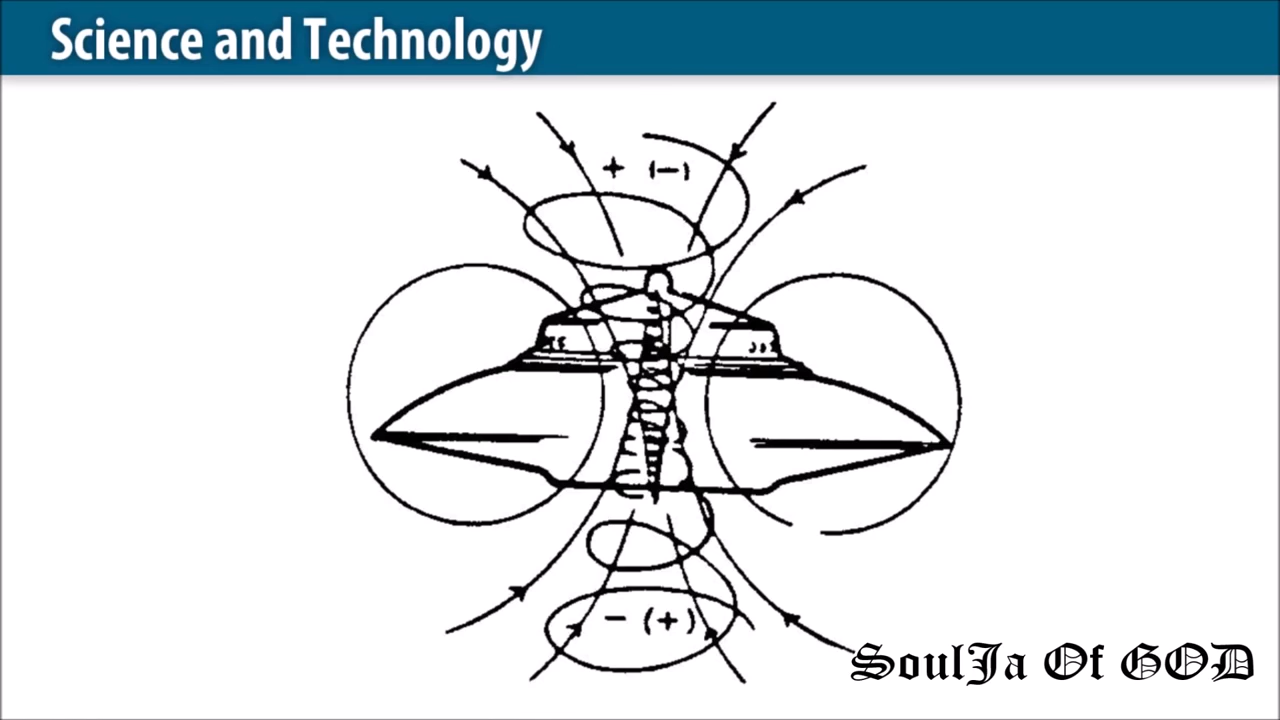 Science and Technology
+ (-)
- (+)
SoulJa Of GOD